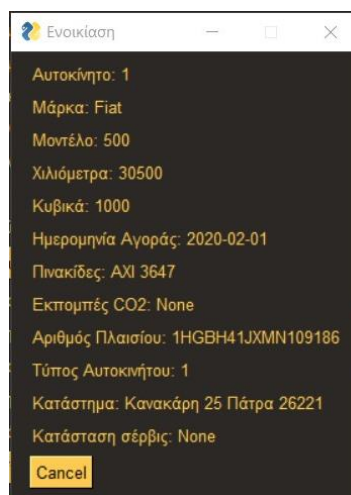 Ενοικίαση
Αυτοκίνητο: 1
Μάρκα: Fiat
Μοντέλο: 500
Χιλιόμετρα: 30500
Κυβικά: 1000
Ημερομηνία Αγοράς: 2020-02-01
Πινακίδες: ΑΧΙ 3647
Εκπομπές CO2: None
Αριθμός Πλαισίου: 1HGBH41JXMN109186
Τύπος Αυτοκινήτου: 1
Κατάστημα: Κανακάρη 25 Πάτρα 26221
Κατάσταση σέρβις: None
Cancel